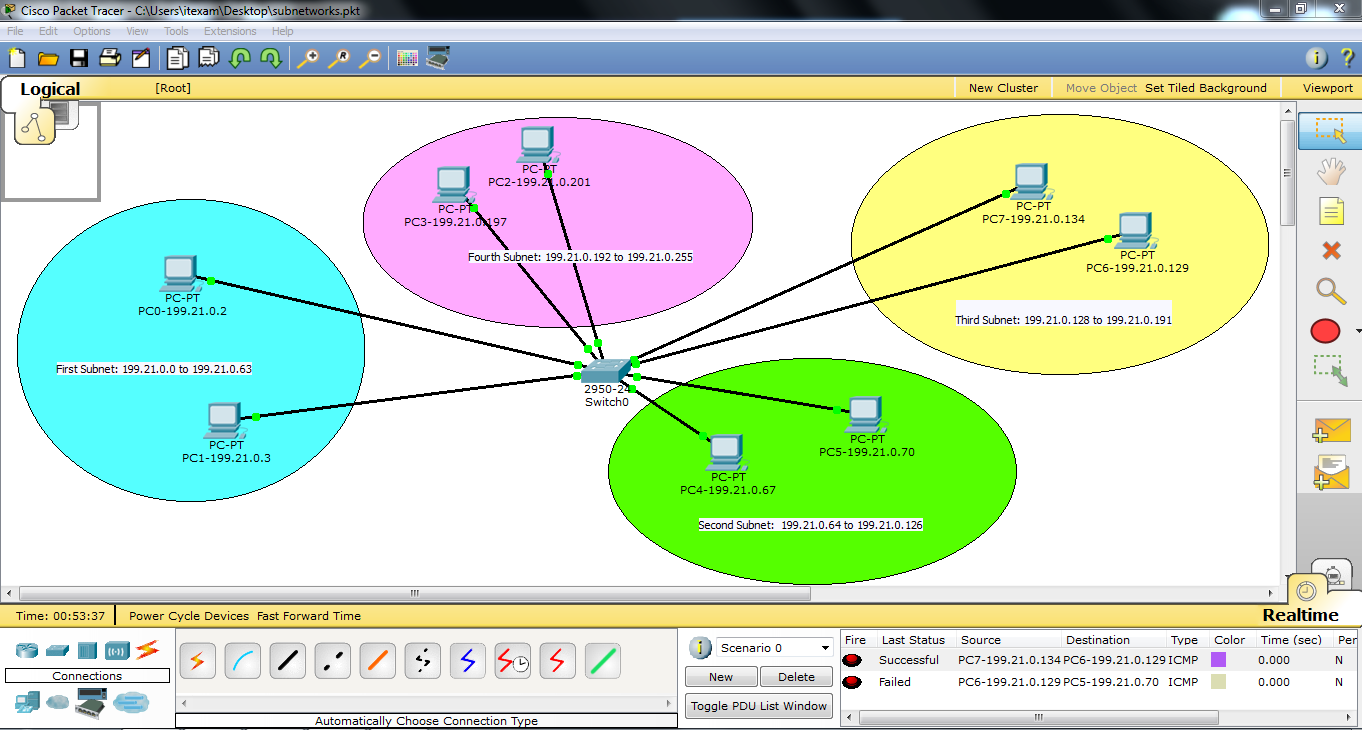 Cisco Packet Tracer - C:\Users\itexam\Desktop\subnetworks.pkt
File Edit Options View Tools Extensions Help
Logical
[Root]
New Cluster
Move Object
Set Tiled Background
Viewport
PC-PT
PC2-199.21.0.201
PC-PT
PC3-199.21.0.197
Fourth Subnet: 199.21.0.192 to 199.21.0.255
PC-PT
PC7-199.21.0.134
PC-PT
PC6-199.21.0.129
Third Subnet: 199.21.0.128 to 199.21.0.191
PC-PT
PC0-199.21.0.2
First Subnet: 199.21.0.0 to 199.21.0.63
PC-PT
PC1-199.21.0.3
2950-24
Switch0
PC-PT
PC5-199.21.0.70
PC-PT
PC4-199.21.0.67
Second Subnet: 199.21.0.64 to 199.21.0.126
Time: 00:53:37
Power Cycle Devices Fast Forward Time
Realtime
Connections
Automatically Choose Connection Type
Scenario 0
New
Delete
Toggle PDU List Window
Fire Last Status Source Destination Type Color Time (sec) Per
Successful PC7-199.21.0.134 PC6-199.21.0.129 ICMP 0.000 N
Failed PC6-199.21.0.129 PC5-199.21.0.70 ICMP 0.000 N